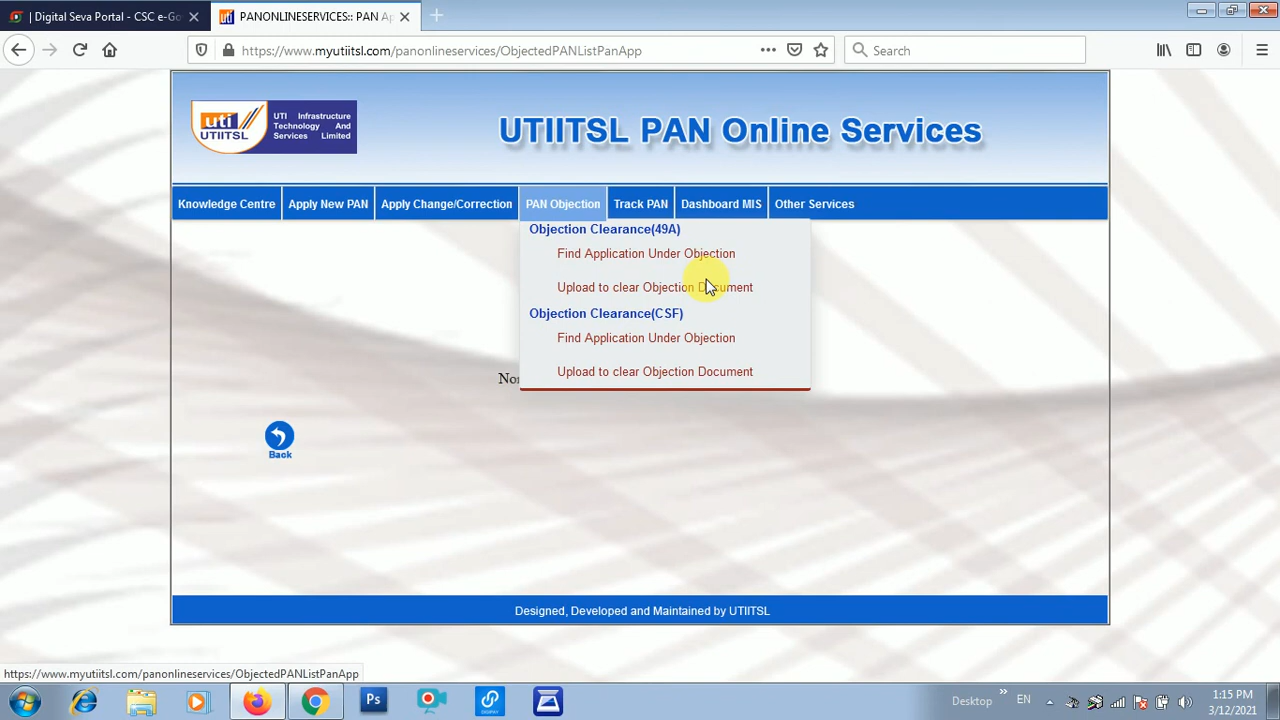 | Digital Seva Portal - CSC e-Go
PANONLINESERVICES:: PAN Ap
https://www.myutiitsl.com/panonlineservices/ObjectedPANListPanApp
Search
uti
UTIITSL
UTI Infrastructure
Technology And
Services Limited
UTIITSL PAN Online Services
Knowledge Centre
Apply New PAN
Apply Change/Correction
PAN Objection
Track PAN
Dashboard MIS
Other Services
Objection Clearance(49A)
Find Application Under Objection
Upload to clear Objection Document
Objection Clearance(CSF)
Find Application Under Objection
Upload to clear Objection Document
Back
Designed, Developed and Maintained by UTIITSL
https://www.myutiitsl.com/panonlineservices/ObjectedPANListPanApp
Ps
Desktop
EN
1:15 PM
3/12/2021